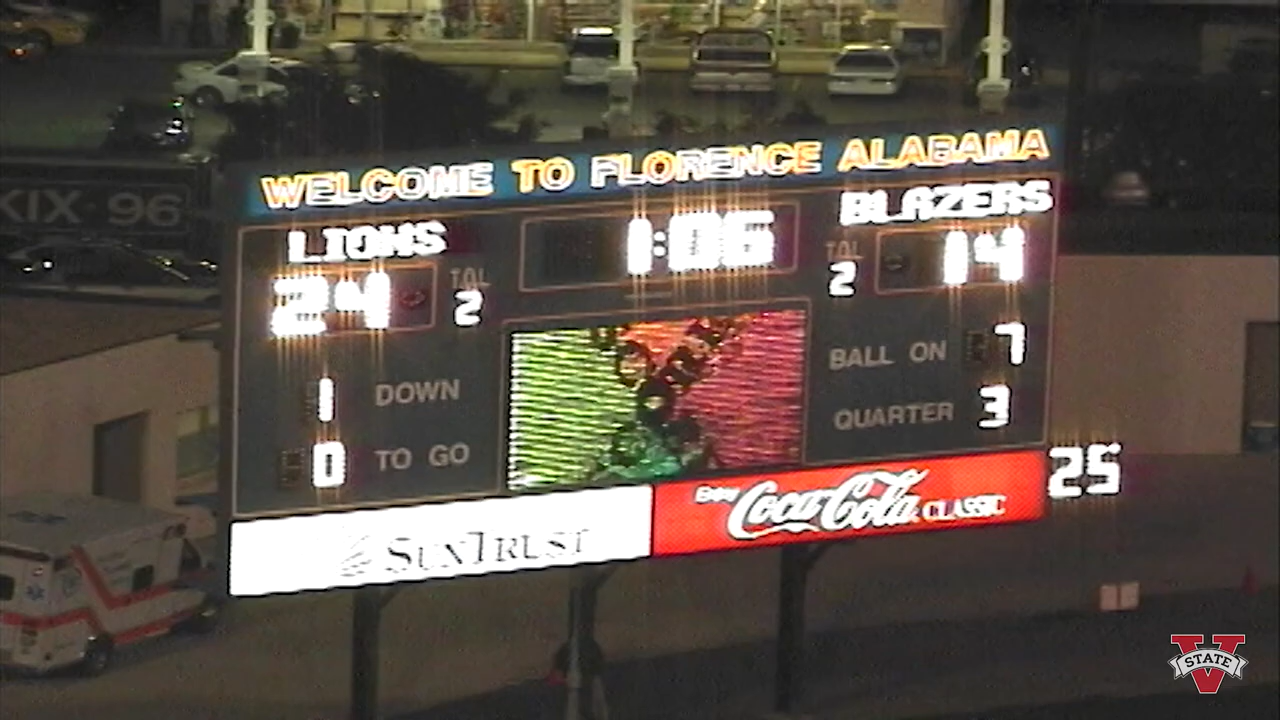 WELCOME TO FLORENCE ALABAMA
KIX 96
LIONS 1:06 BLAZERS
24 TOL 2 TOL 2 14
1 DOWN BALL ON 7
0 TO GO QUARTER 3
25
SUNTRUST Enjoy Coca-Cola CLASSIC
V STATE